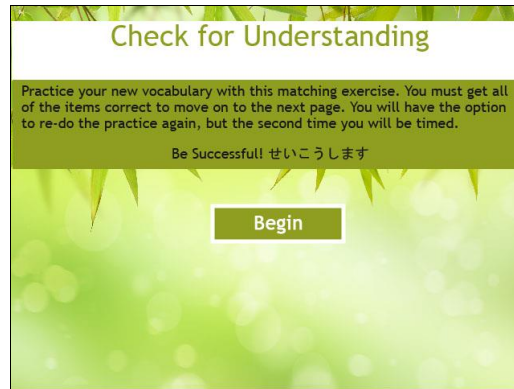 Check for Understanding
Practice your new vocabulary with this matching exercise. You must get all
of the items correct to move on to the next page. You will have the option
to re-do the practice again, but the second time you will be timed.
Be Successful! せいこうします
Begin